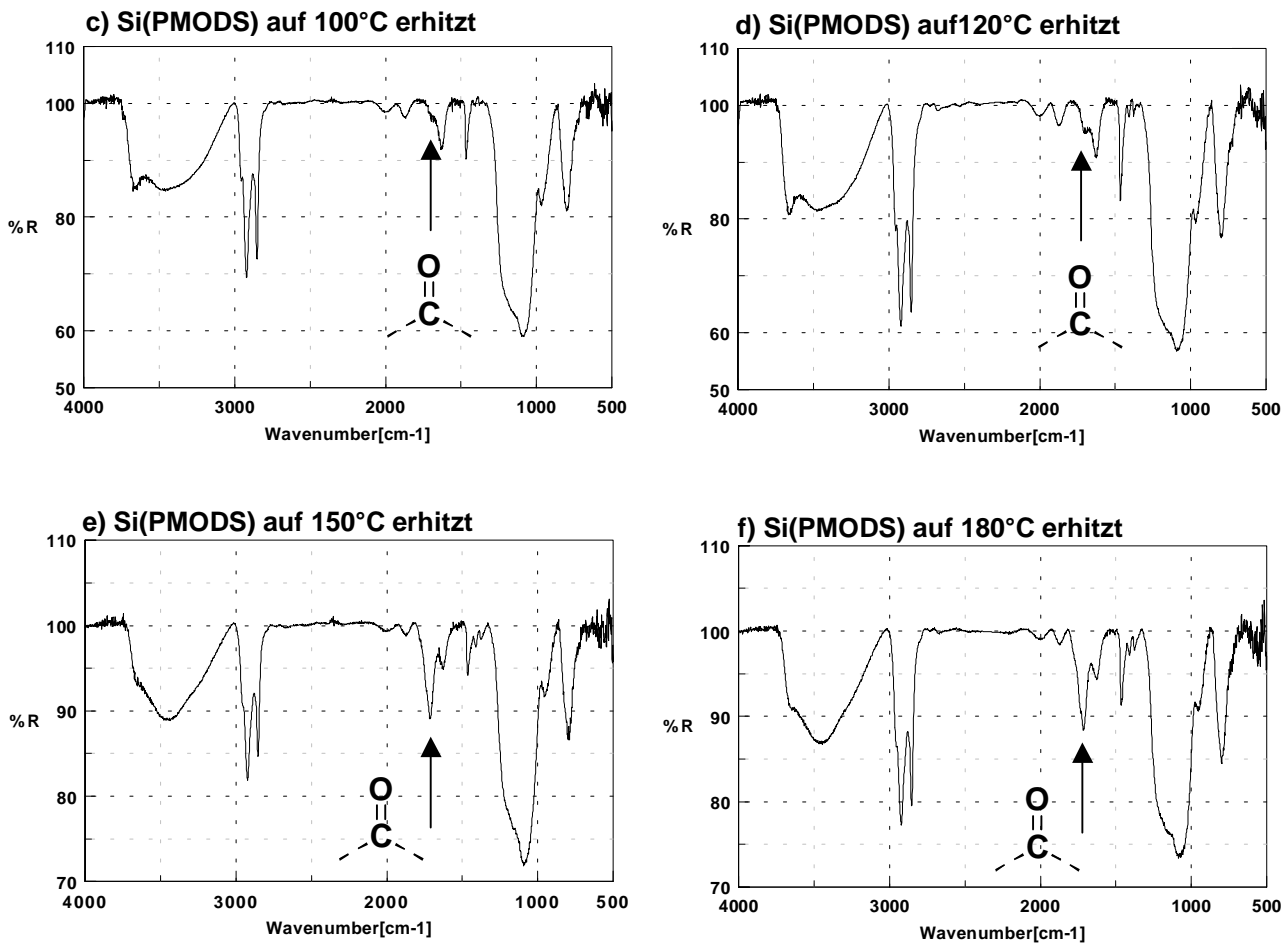 c) Si(PMODS) auf 100°C erhitzt
110
100
80
%R
60
50
4000
3000
2000
1000
500
Wavenumber[cm-1]
O
C
d) Si(PMODS) auf120°C erhitzt
110
100
80
%R
60
50
4000
3000
2000
1000
500
Wavenumber[cm-1]
O
C
e) Si(PMODS) auf 150°C erhitzt
110
100
90
%R
80
70
4000
3000
2000
1000
500
Wavenumber[cm-1]
O
C
f) Si(PMODS) auf 180°C erhitzt
110
100
90
%R
80
70
4000
3000
2000
1000
500
Wavenumber[cm-1]
O
C